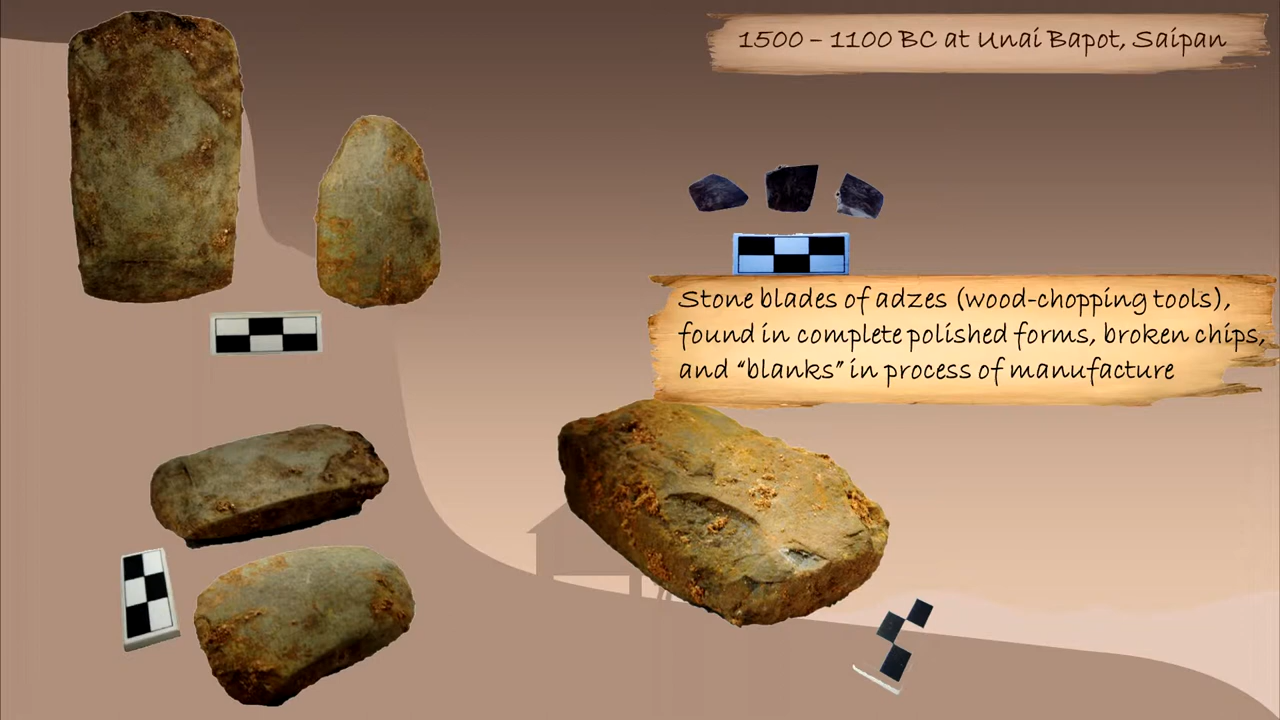 1500 – 1100 BC at Unai Bapot, Saipan
Stone blades of adzes (wood-chopping tools),
found in complete polished forms, broken chips,
and “blanks” in process of manufacture